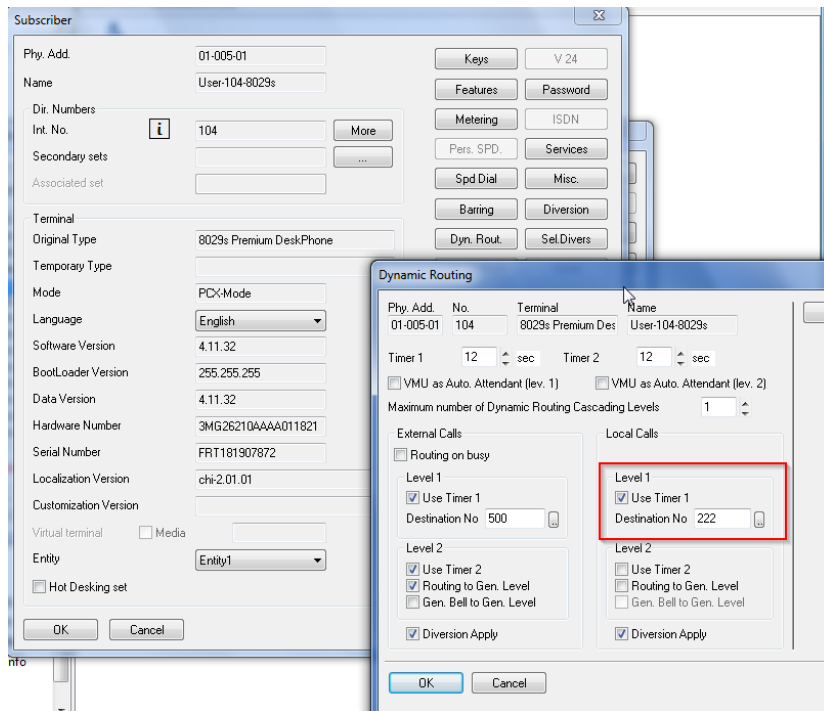 Subscriber
Phy. Add. 01-005-01
Name User-104-8029s
Dir. Numbers
Int. No. i 104 More
Secondary sets ...
Associated set
Terminal
Original Type 8029s Premium DeskPhone
Temporary Type
Mode PCX-Mode
Language English
Software Version 4.11.32
BootLoader Version 255.255.255
Data Version 4.11.32
Hardware Number 3MG26210AAAA011821
Serial Number FRT181907872
Localization Version chi-2.01.01
Customization Version
Virtual terminal Media
Entity Entity1
Hot Desking set
OK Cancel
Keys V 24
Features Password
Metering ISDN
Pers. SPD. Services
Spd Dial Misc.
Barring Diversion
Dyn. Rout. Sel.Divers
Dynamic Routing
Phy. Add. No. Terminal Name
01-005-01 104 8029s Premium Des User-104-8029s
Timer 1 12 sec Timer 2 12 sec
VMU as Auto. Attendant (lev. 1) VMU as Auto. Attendant (lev. 2)
Maximum number of Dynamic Routing Cascading Levels 1
External Calls
Routing on busy
Level 1
Use Timer 1
Destination No 500 ..
Level 2
Use Timer 2
Routing to Gen. Level
Gen. Bell to Gen. Level
Diversion Apply
Local Calls
Level 1
Use Timer 1
Destination No 222 ..
Level 2
Use Timer 2
Routing to Gen. Level
Gen. Bell to Gen. Level
Diversion Apply
OK Cancel